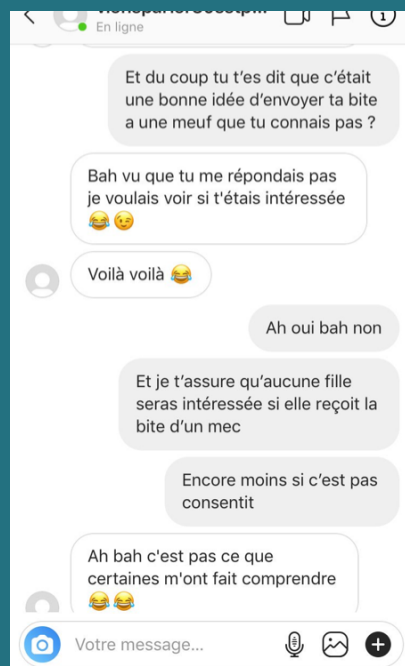 En ligne
Et du coup tu t'es dit que c'était
une bonne idée d'envoyer ta bite
a une meuf que tu connais pas ?
Bah vu que tu me répondais pas
je voulais voir si t'étais intéressée
😂😉
Voilà voilà 😂
Ah oui bah non
Et je t'assure qu'aucune fille
seras intéressée si elle reçoit la
bite d'un mec
Encore moins si c'est pas
consentit
Ah bah c'est pas ce que
certaines m'ont fait comprendre
😂😂
Votre message...